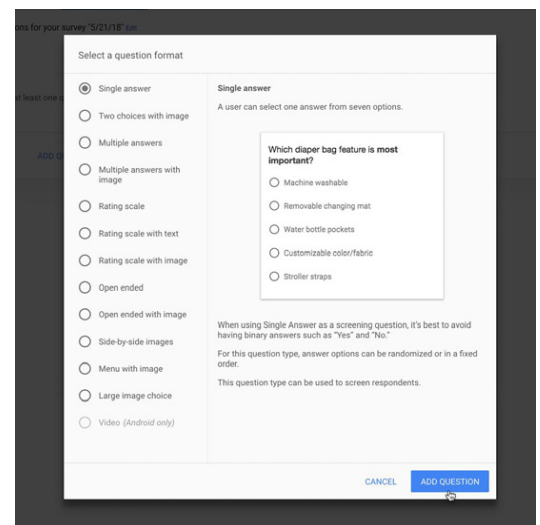 ons for your survey "5/21/18" Edit
Select a question format
Single answer
Two choices with image
Multiple answers
Multiple answers with
image
Rating scale
Rating scale with text
Rating scale with image
Open ended
Open ended with image
Side-by-side images
Menu with image
Large image choice
Video (Android only)
Single answer
A user can select one answer from seven options.
Which diaper bag feature is most
important?
Machine washable
Removable changing mat
Water bottle pockets
Customizable color/fabric
Stroller straps
When using Single Answer as a screening question, it's best to avoid
having binary answers such as "Yes" and "No."
For this question type, answer options can be randomized or in a fixed
order.
This question type can be used to screen respondents.
at least one
ADD
CANCEL
ADD QUESTION